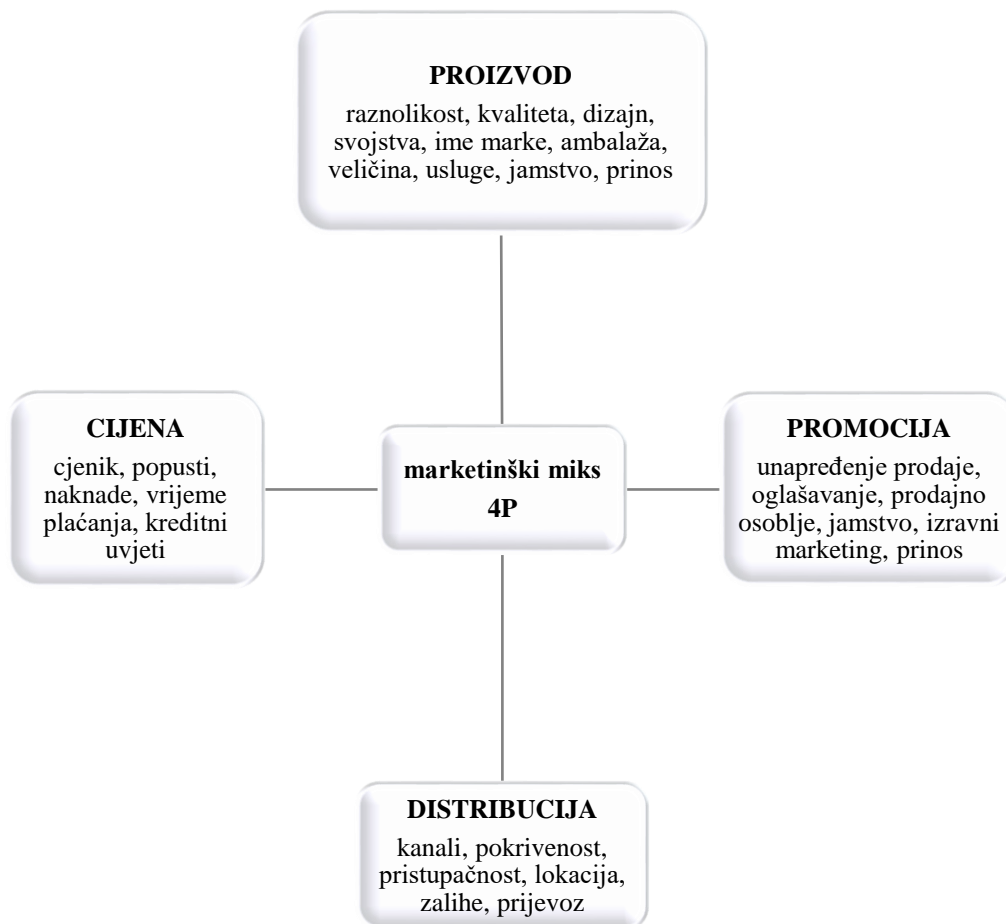 PROIZVOD
raznolikost, kvaliteta, dizajn,
svojstva, ime marke, ambalaža,
veličina, usluge, jamstvo, prinos
CIJENA
cjenik, popusti,
naknade, vrijeme
plaćanja, kreditni
uvjeti
marketinški miks
4P
PROMOCIJA
unapređenje prodaje,
oglašavanje, prodajno
osoblje, jamstvo, izravni
marketing, prinos
DISTRIBUCIJA
kanali, pokrivenost,
pristupačnost, lokacija,
zalihe, prijevoz